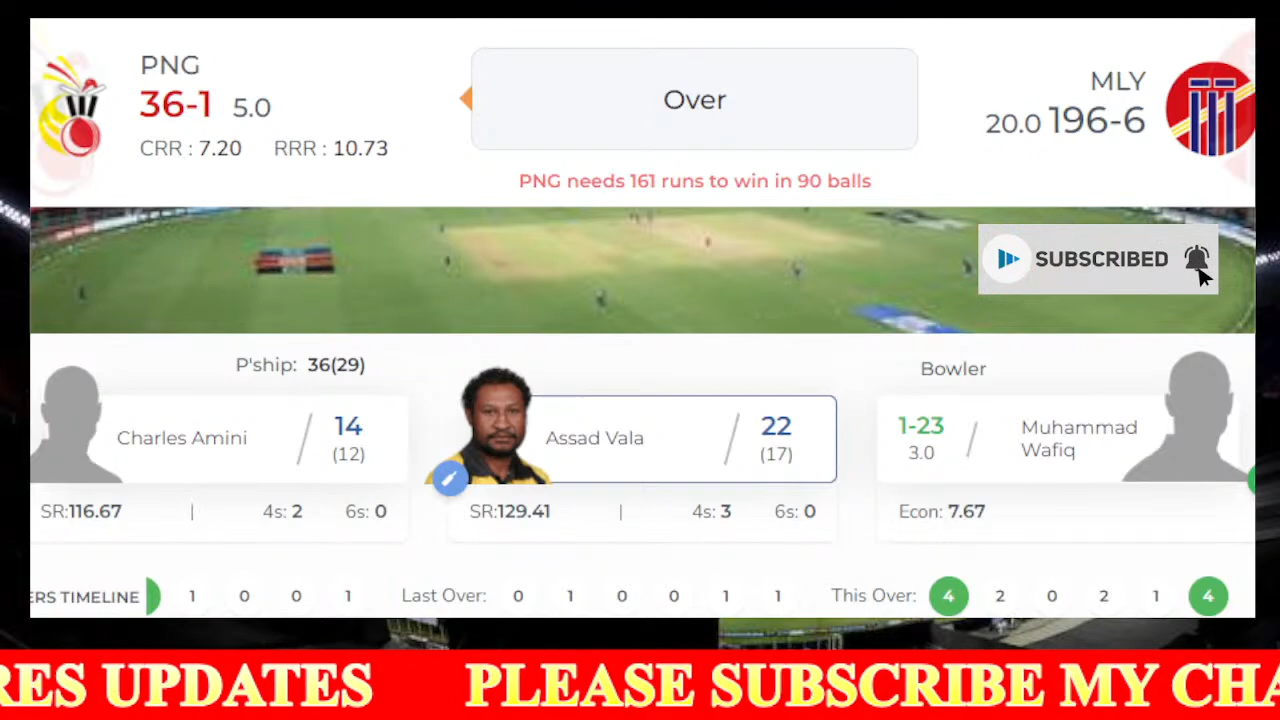 PNG
36-1 5.0
CRR : 7.20 RRR : 10.73
Over
PNG needs 161 runs to win in 90 balls
MLY
20.0 196-6
SUBSCRIBED
P'ship: 36(29)
Charles Amini
14
(12)
SR:116.67 | 4s: 2 6s: 0
Assad Vala
22
(17)
SR:129.41 | 4s: 3 6s: 0
Bowler
1-23
3.0
Muhammad
Wafiq
Econ: 7.67
ERS TIMELINE 1 0 0 1 Last Over: 0 1 0 0 1 1 This Over: 4 2 0 2 1 4
RES UPDATES PLEASE SUBSCRIBE MY CHA